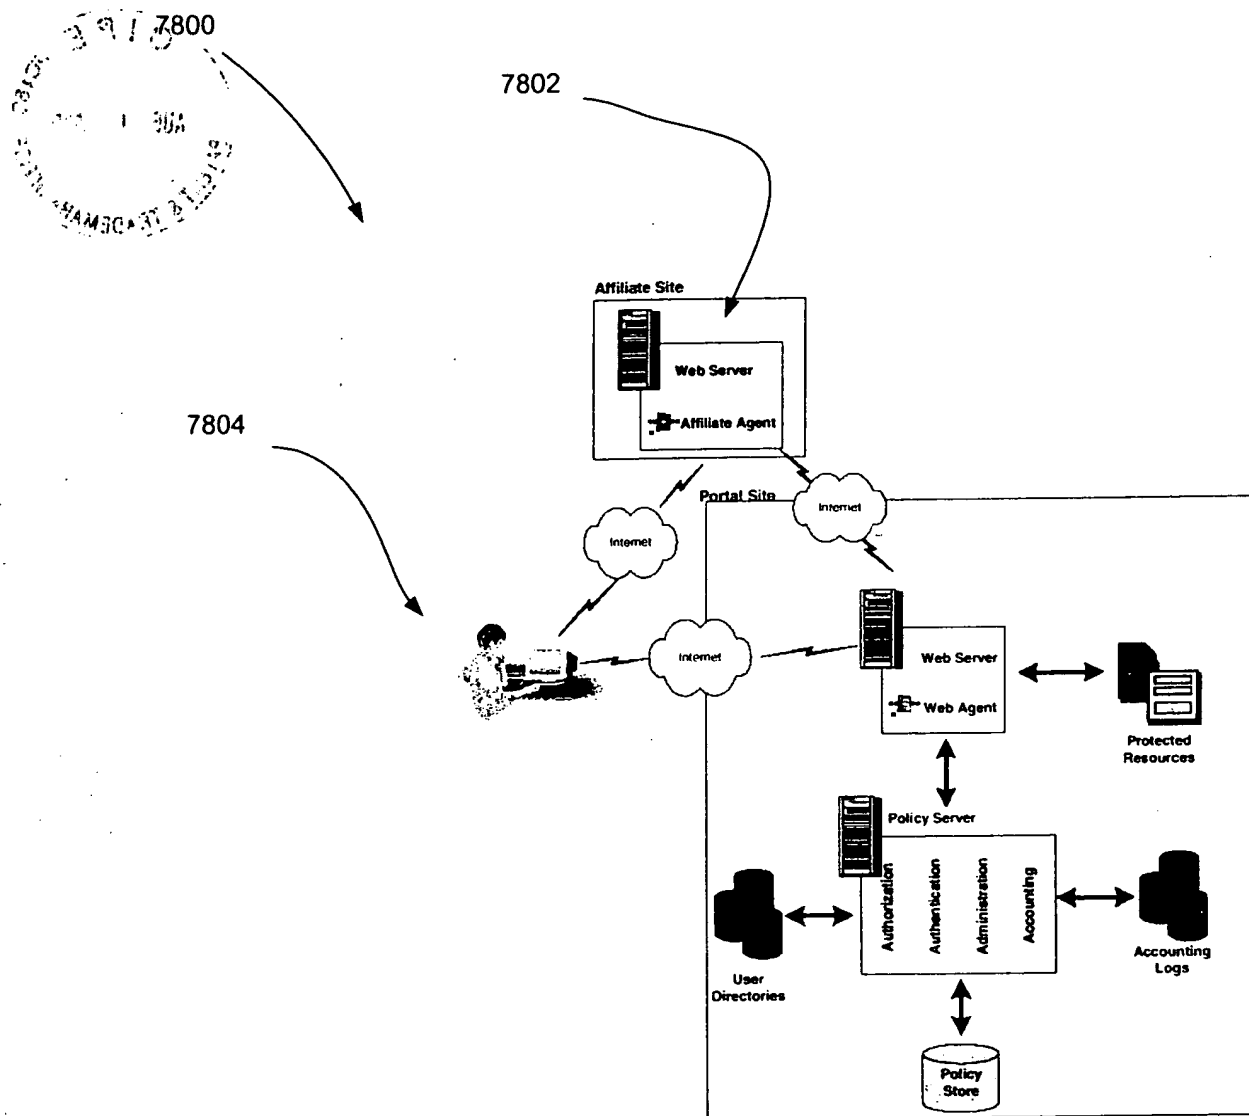 7800
7802
Affiliate Site
Web Server
Affiliate Agent
7804
Portal Site
Internet
Internet
Internet
Web Server
Web Agent
Protected
Resources
Policy Server
Authorization
Authentication
Administration
Accounting
User
Directories
Accounting
Logs
Policy
Store